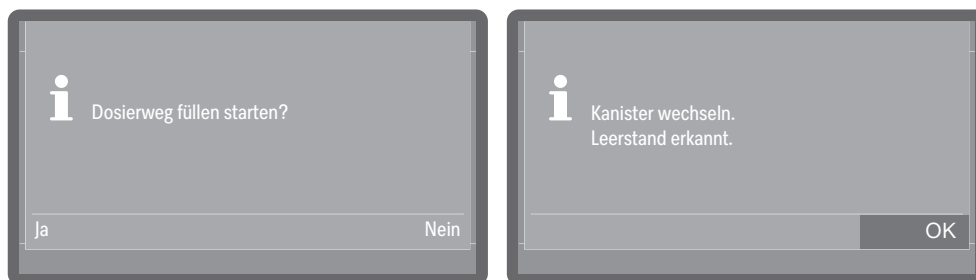 Dosierweg füllen starten?
Ja
Nein
Kanister wechseln.
Leerstand erkannt.
OK